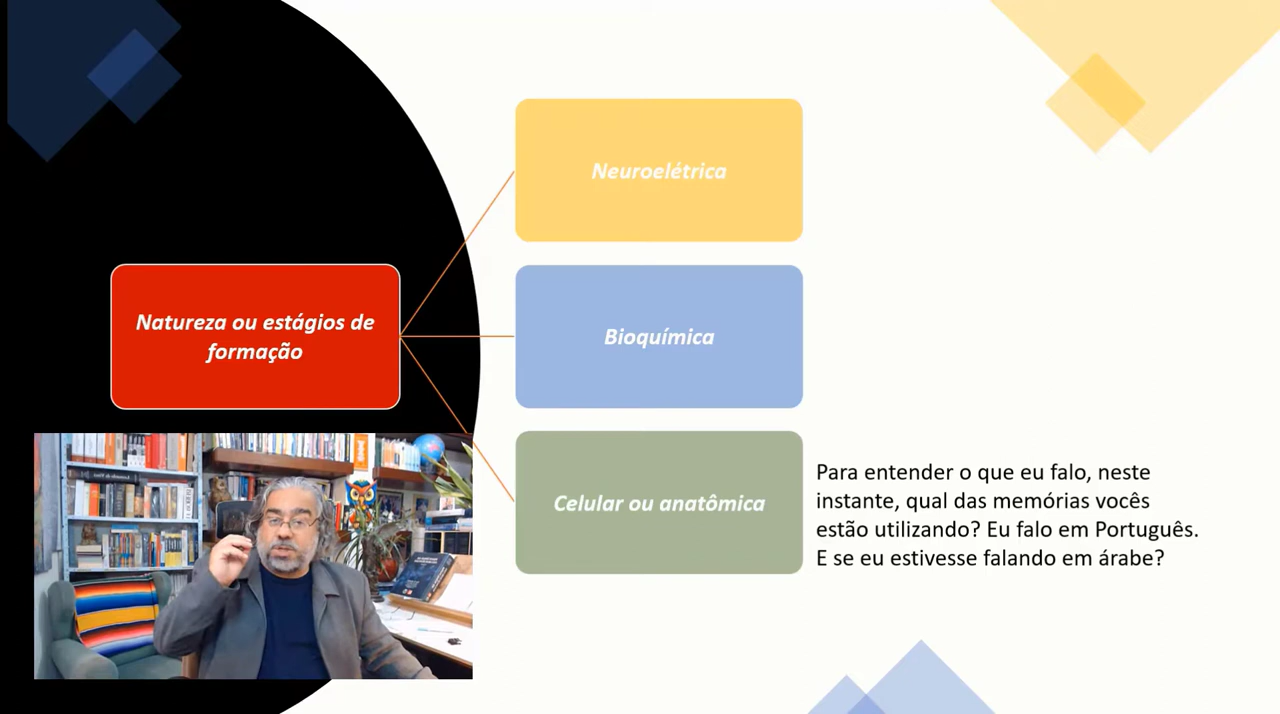 Neuroelétrica
Natureza ou estágios de
formação
Bioquímica
Celular ou anatômica
Para entender o que eu falo, neste
instante, qual das memórias vocês
estão utilizando? Eu falo em Português.
E se eu estivesse falando em árabe?